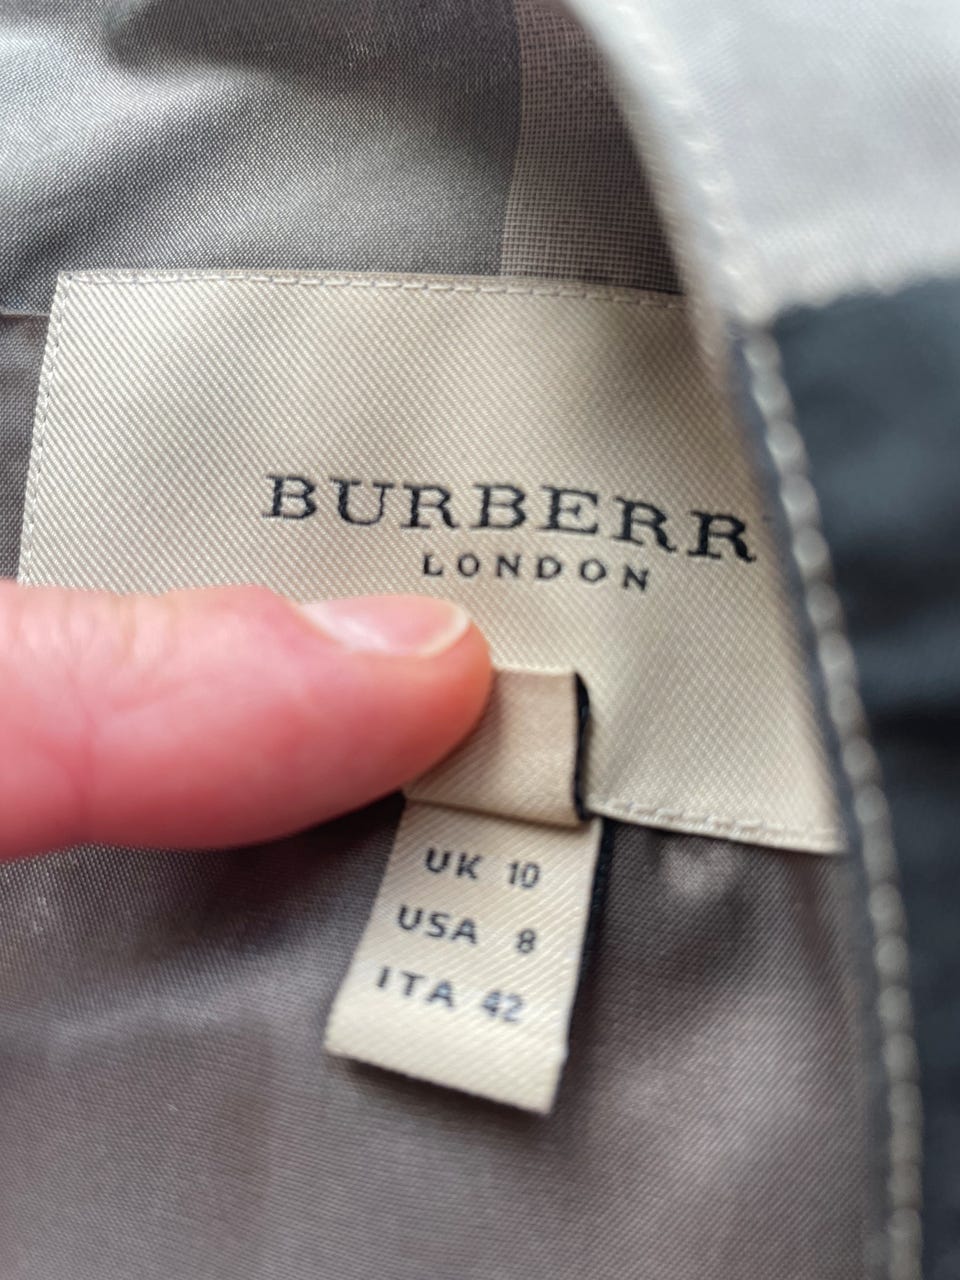 BURBERR
LONDON
UK 10
USA 8
ITA 42